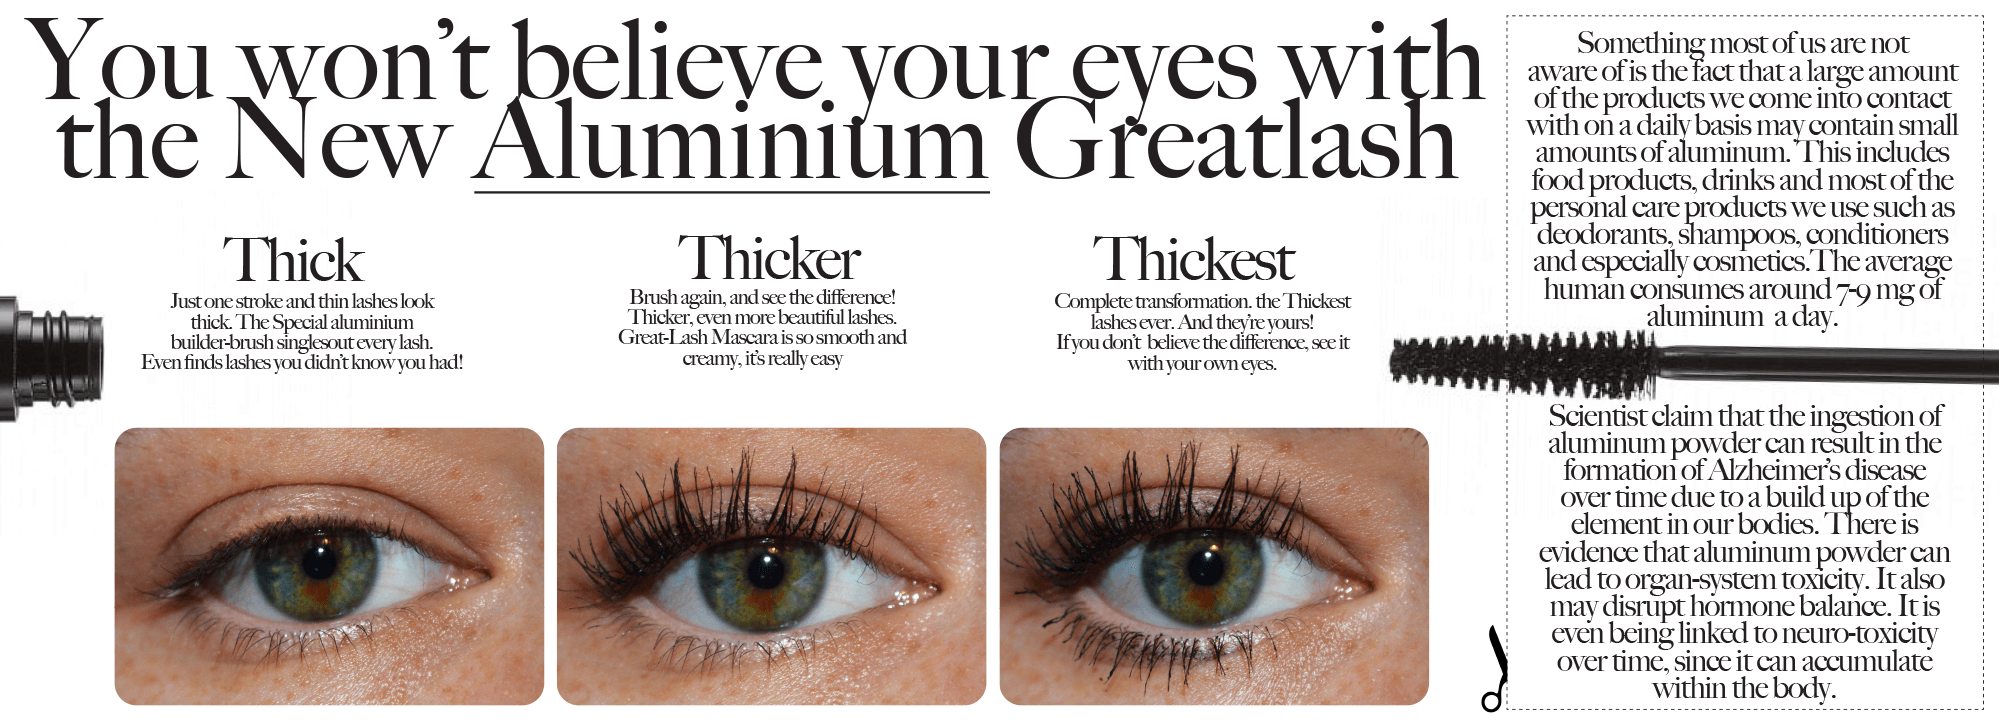 You won't believe your eyes with
the New Aluminium Greatlash
Thick
Just one stroke and thin lashes look
thick. The Special aluminium
builder-brush singlesout every lash.
Even finds lashes you didn't know you had!
Thicker
Brush again, and see the difference!
Thicker, even more beautiful lashes.
Great-Lash Mascara is so smooth and
creamy, it's really easy
Thickest
Complete transformation. the Thickest
lashes ever. And they're yours!
If you don't believe the difference, see it
with your own eyes.
Something most of us are not
aware of is the fact that a large amount
of the products we come into contact
with on a daily basis may contain small
amounts of aluminum. This includes
food products, drinks and most of the
personal care products we use such as
deodorants, shampoos, conditioners
and especially cosmetics.The average
human consumes around 7-9 mg of
aluminum a day.
Scientist claim that the ingestion of
aluminum powder can result in the
formation of Alzheimer's disease
over time due to a build up of the
element in our bodies. There is
evidence that aluminum powder can
lead to organ-system toxicity. It also
may disrupt hormone balance. It is
even being linked to neuro-toxicity
over time, since it can accumulate
within the body.